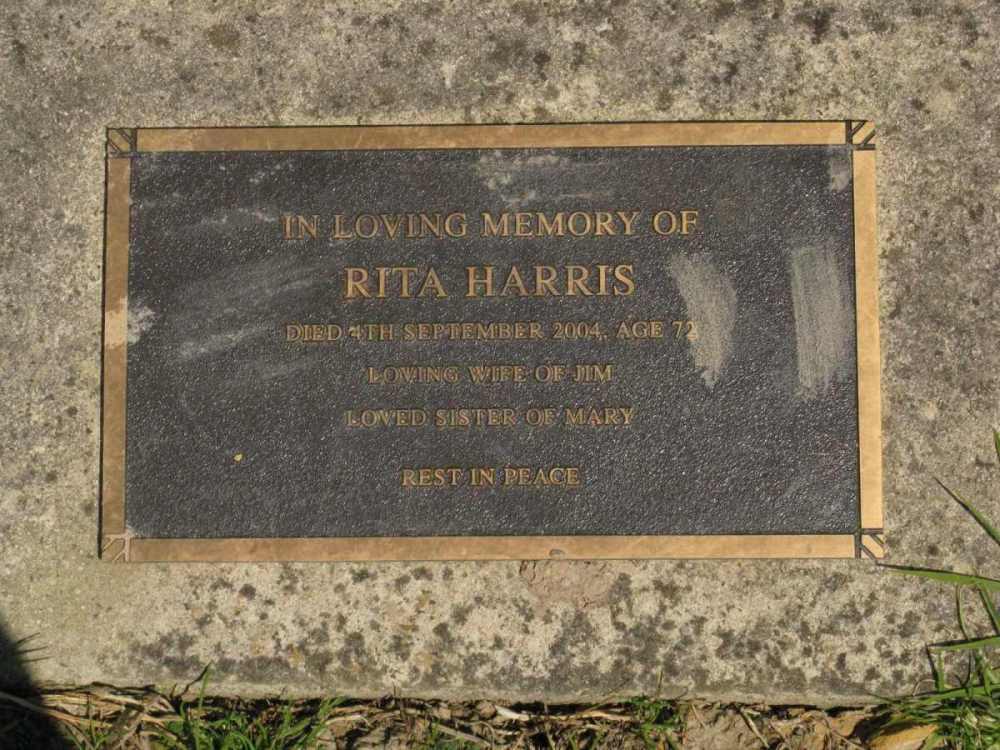 IN LOVING MEMORY OF
RITA HARRIS
DIED 4TH SEPTEMBER 2004, AGE 72
LOVING WIFE OF JIM
LOVED SISTER OF MARY
REST IN PEACE